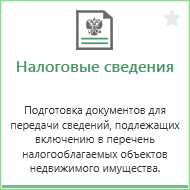 Налоговые сведения
Подготовка документов для
передачи сведений, подлежащих
включению в перечень
налогооблагаемых объектов
недвижимого имущества.